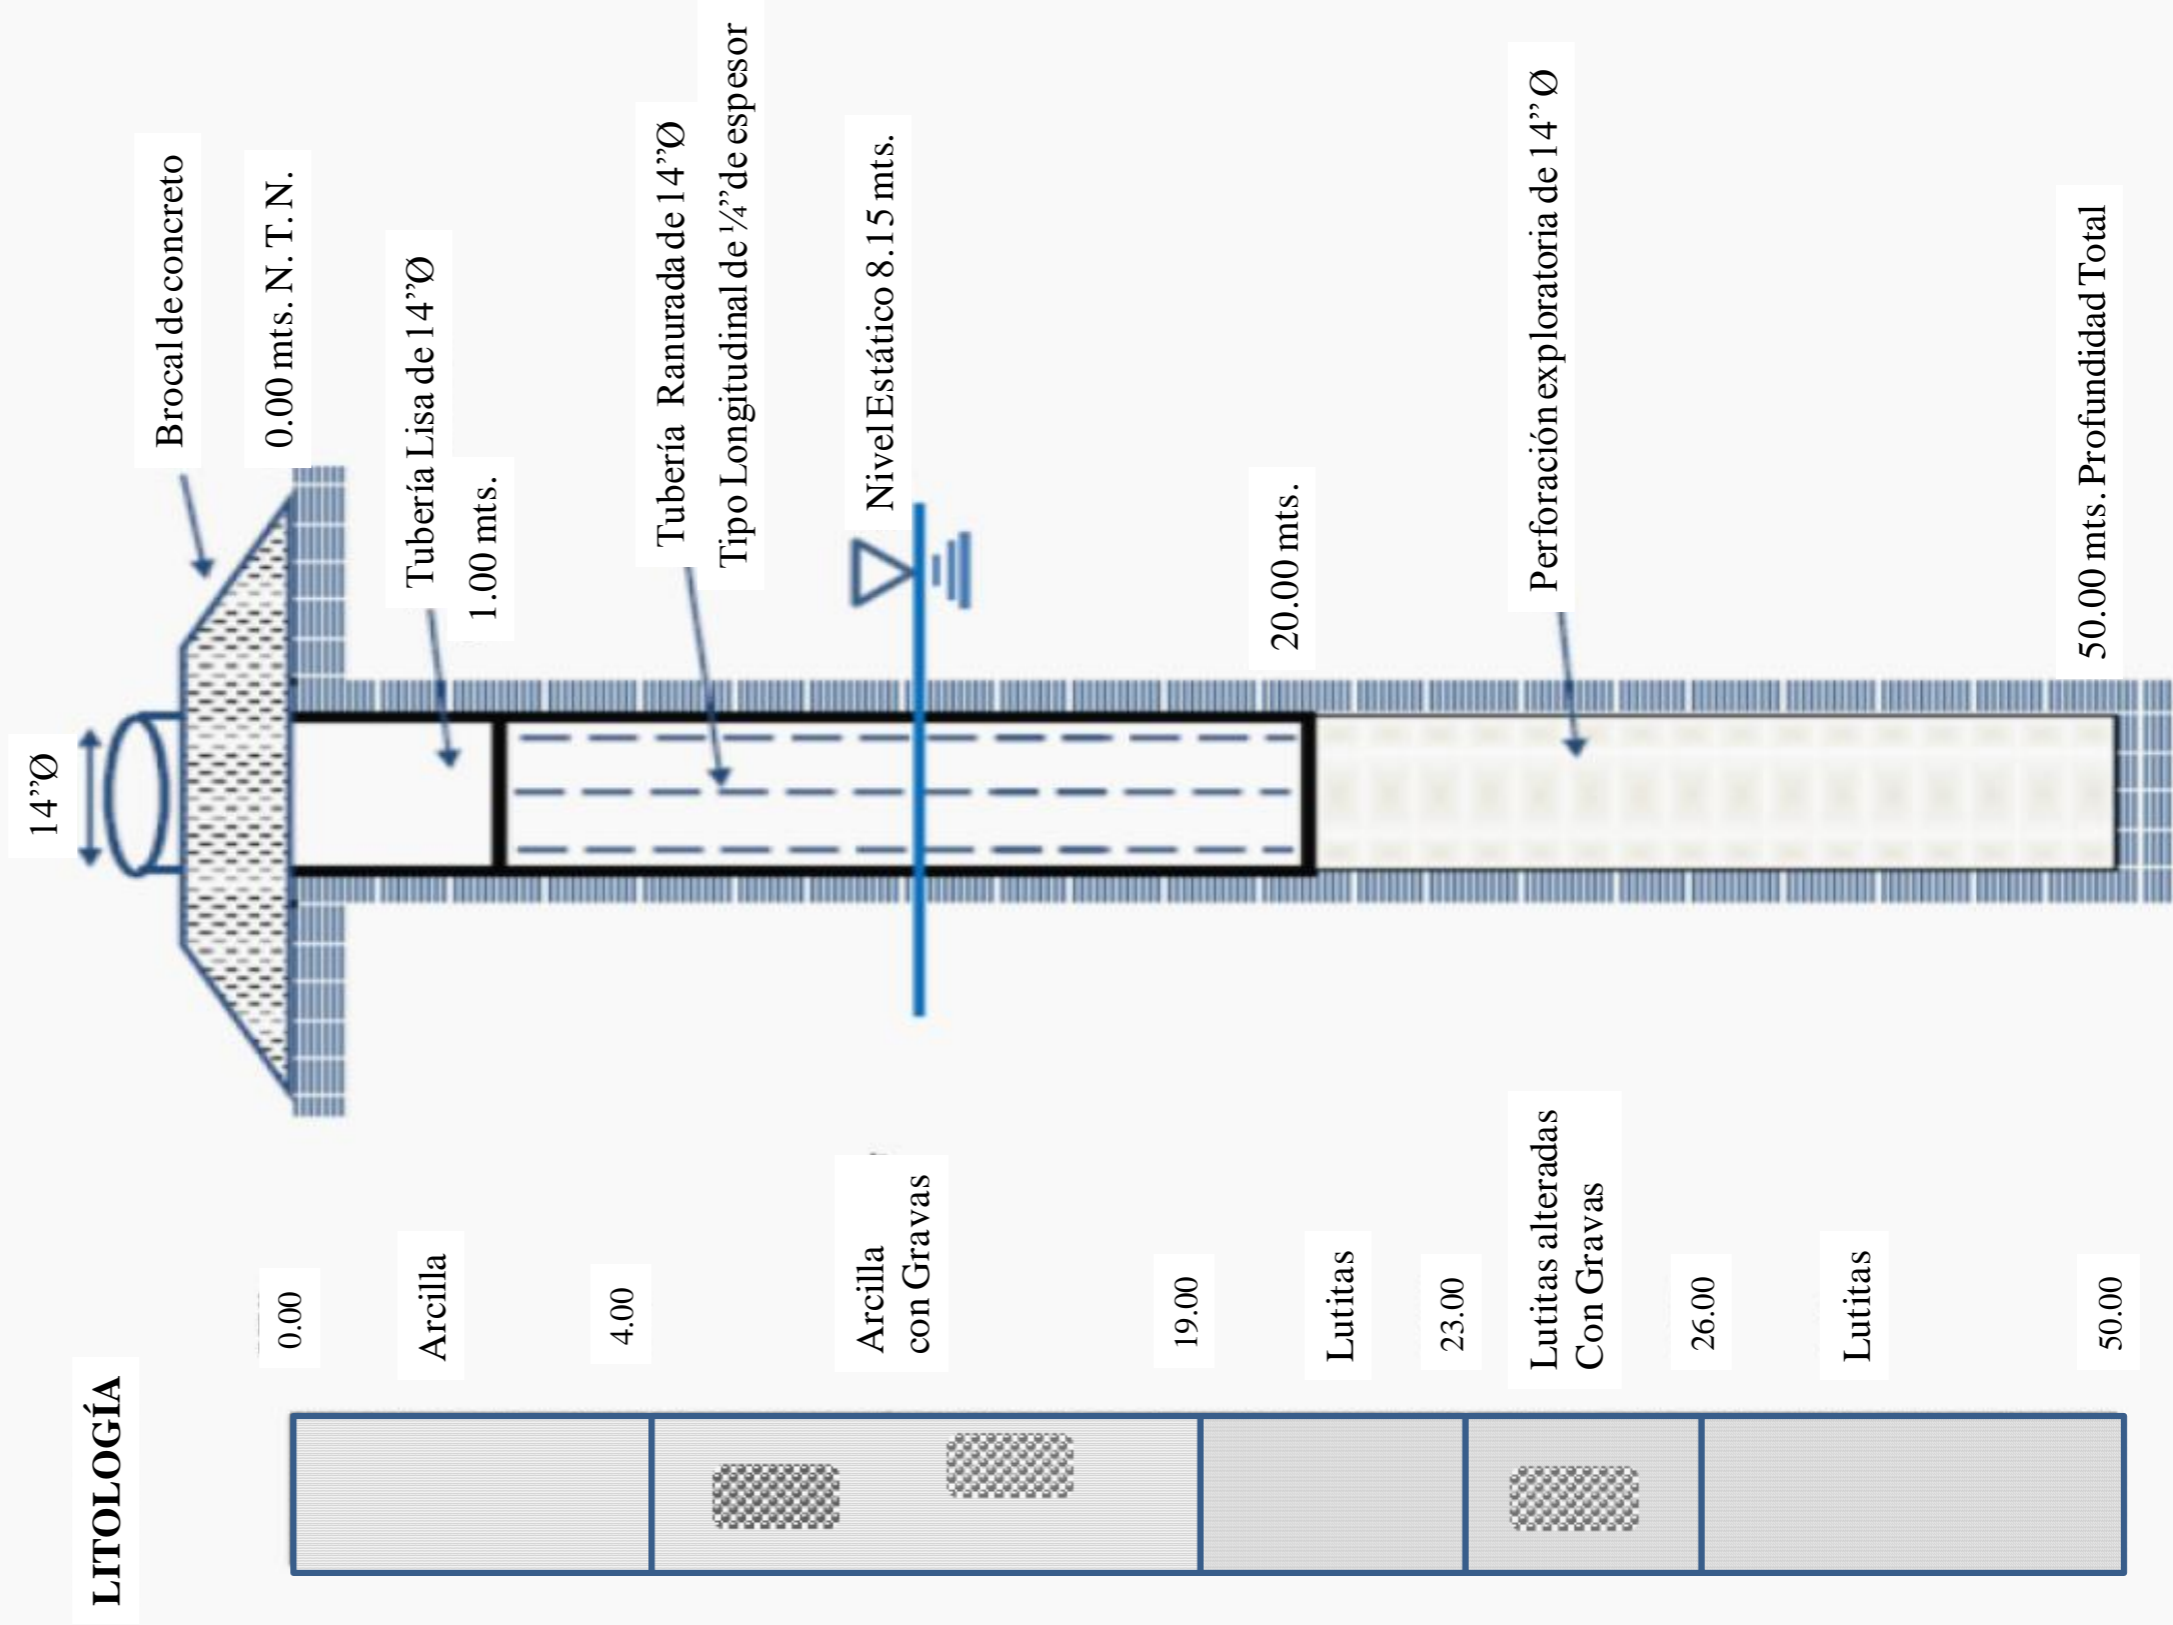 LITOLOGÍA
0.00
Arcilla
4.00
Arcilla
con Gravas
19.00
Lutitas
23.00
Lutitas alteradas
Con Gravas
26.00
Lutitas
50.00
14”Ø
Brocal de concreto
0.00 mts. N. T. N.
Tubería Lisa de 14”Ø
1.00 mts.
Tubería Ranurada de 14”Ø
Tipo Longitudinal de ¼” de espesor
Nivel Estático 8.15 mts.
20.00 mts.
Perforación exploratoria de 14” Ø
50.00 mts. Profundidad Total